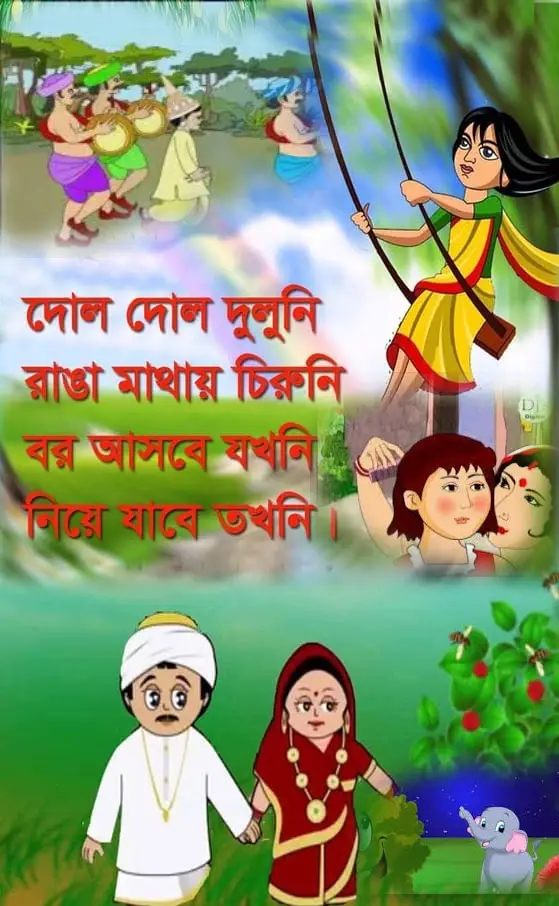 দোল দোল দুলুনি
রাঙা মাথায় চিরুনি
বর আসবে যখনি
নিয়ে যাবে তখনি।